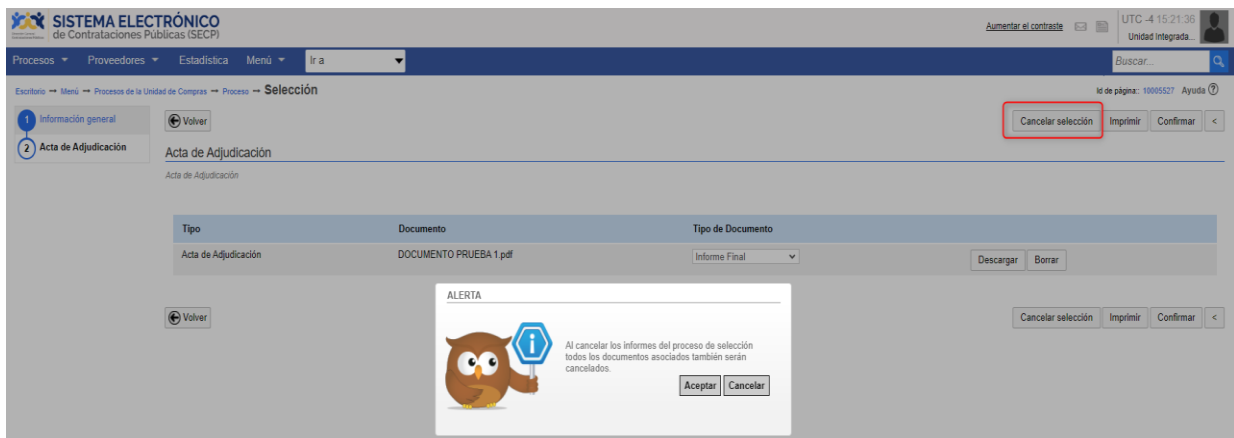 SISTEMA ELECTRÓNICO
de Contrataciones Públicas (SECP)
Aumentar el contraste
UTC -4 15:21:36
Unidad Integrada...
Procesos Proveedores Estadística Menú Ir a Buscar...
Escritorio → Menú → Procesos de la Unidad de Compras → Proceso → Selección
Id de página:: 10005527 Ayuda ?
1 Información general
2 Acta de Adjudicación
Volver
Cancelar selección Imprimir Confirmar <
Acta de Adjudicación
Acta de Adjudicación
Tipo Documento Tipo de Documento
Acta de Adjudicación DOCUMENTO PRUEBA 1.pdf Informe Final Descargar Borrar
Volver
Cancelar selección Imprimir Confirmar <
ALERTA
Al cancelar los informes del proceso de selección
todos los documentos asociados también serán
cancelados.
Aceptar Cancelar